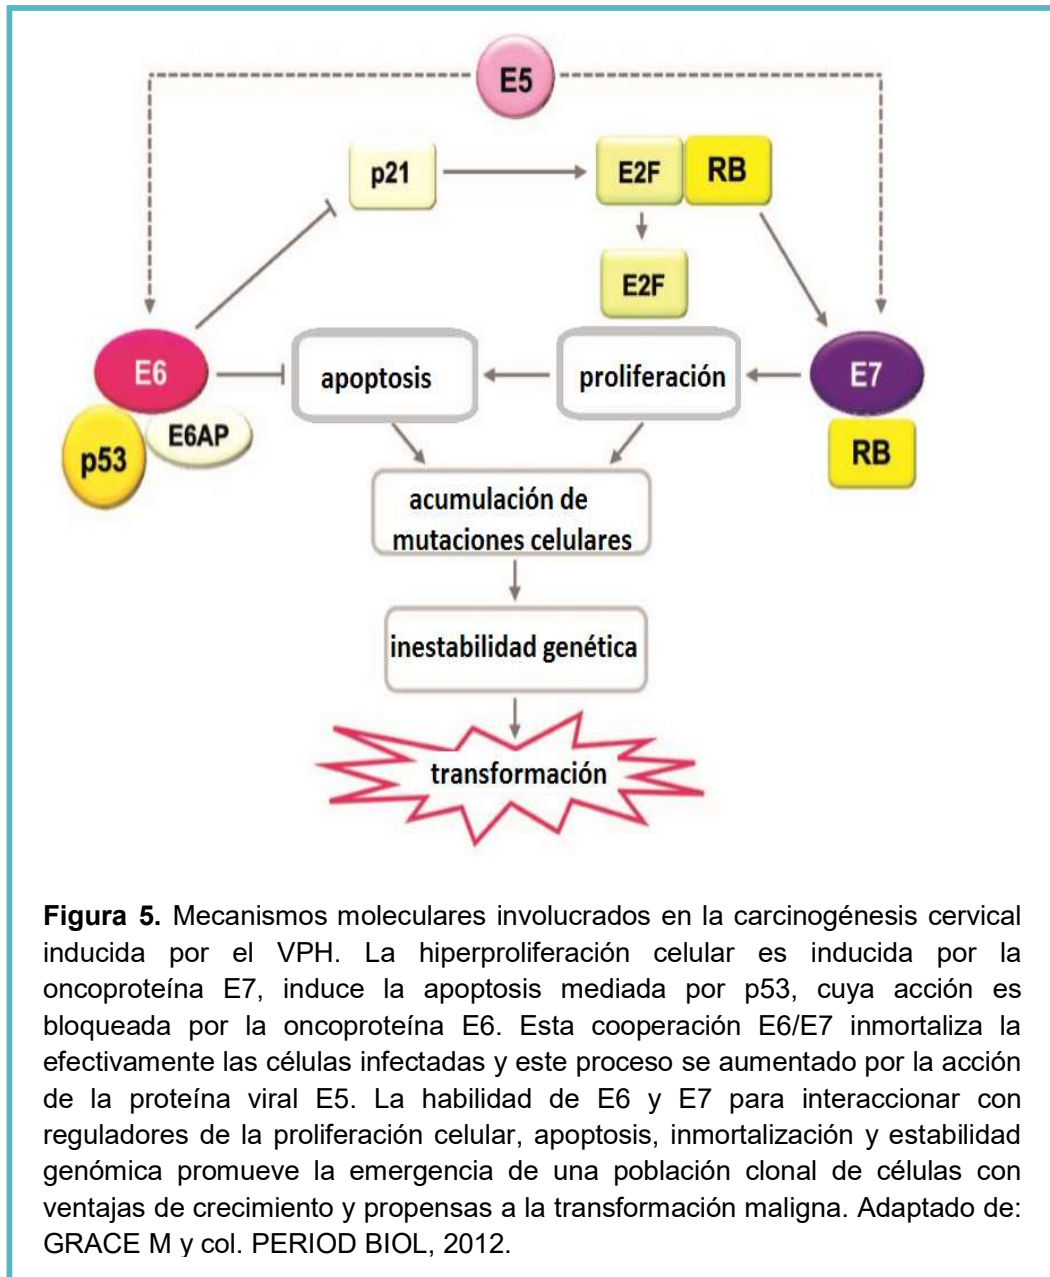 E5
p21
E2F
RB
E2F
E6
apoptosis
proliferación
E7
p53
E6AP
RB
acumulación de
mutaciones celulares
inestabilidad genética
transformación
Figura 5. Mecanismos moleculares involucrados en la carcinogénesis cervical
inducida por el VPH. La hiperproliferación celular es inducida por la
oncoproteína E7, induce la apoptosis mediada por p53, cuya acción es
bloqueada por la oncoproteína E6. Esta cooperación E6/E7 inmortaliza la
efectivamente las células infectadas y este proceso se aumentado por la acción
de la proteína viral E5. La habilidad de E6 y E7 para interaccionar con
reguladores de la proliferación celular, apoptosis, inmortalización y estabilidad
genómica promueve la emergencia de una población clonal de células con
ventajas de crecimiento y propensas a la transformación maligna. Adaptado de:
GRACE M y col. PERIOD BIOL, 2012.